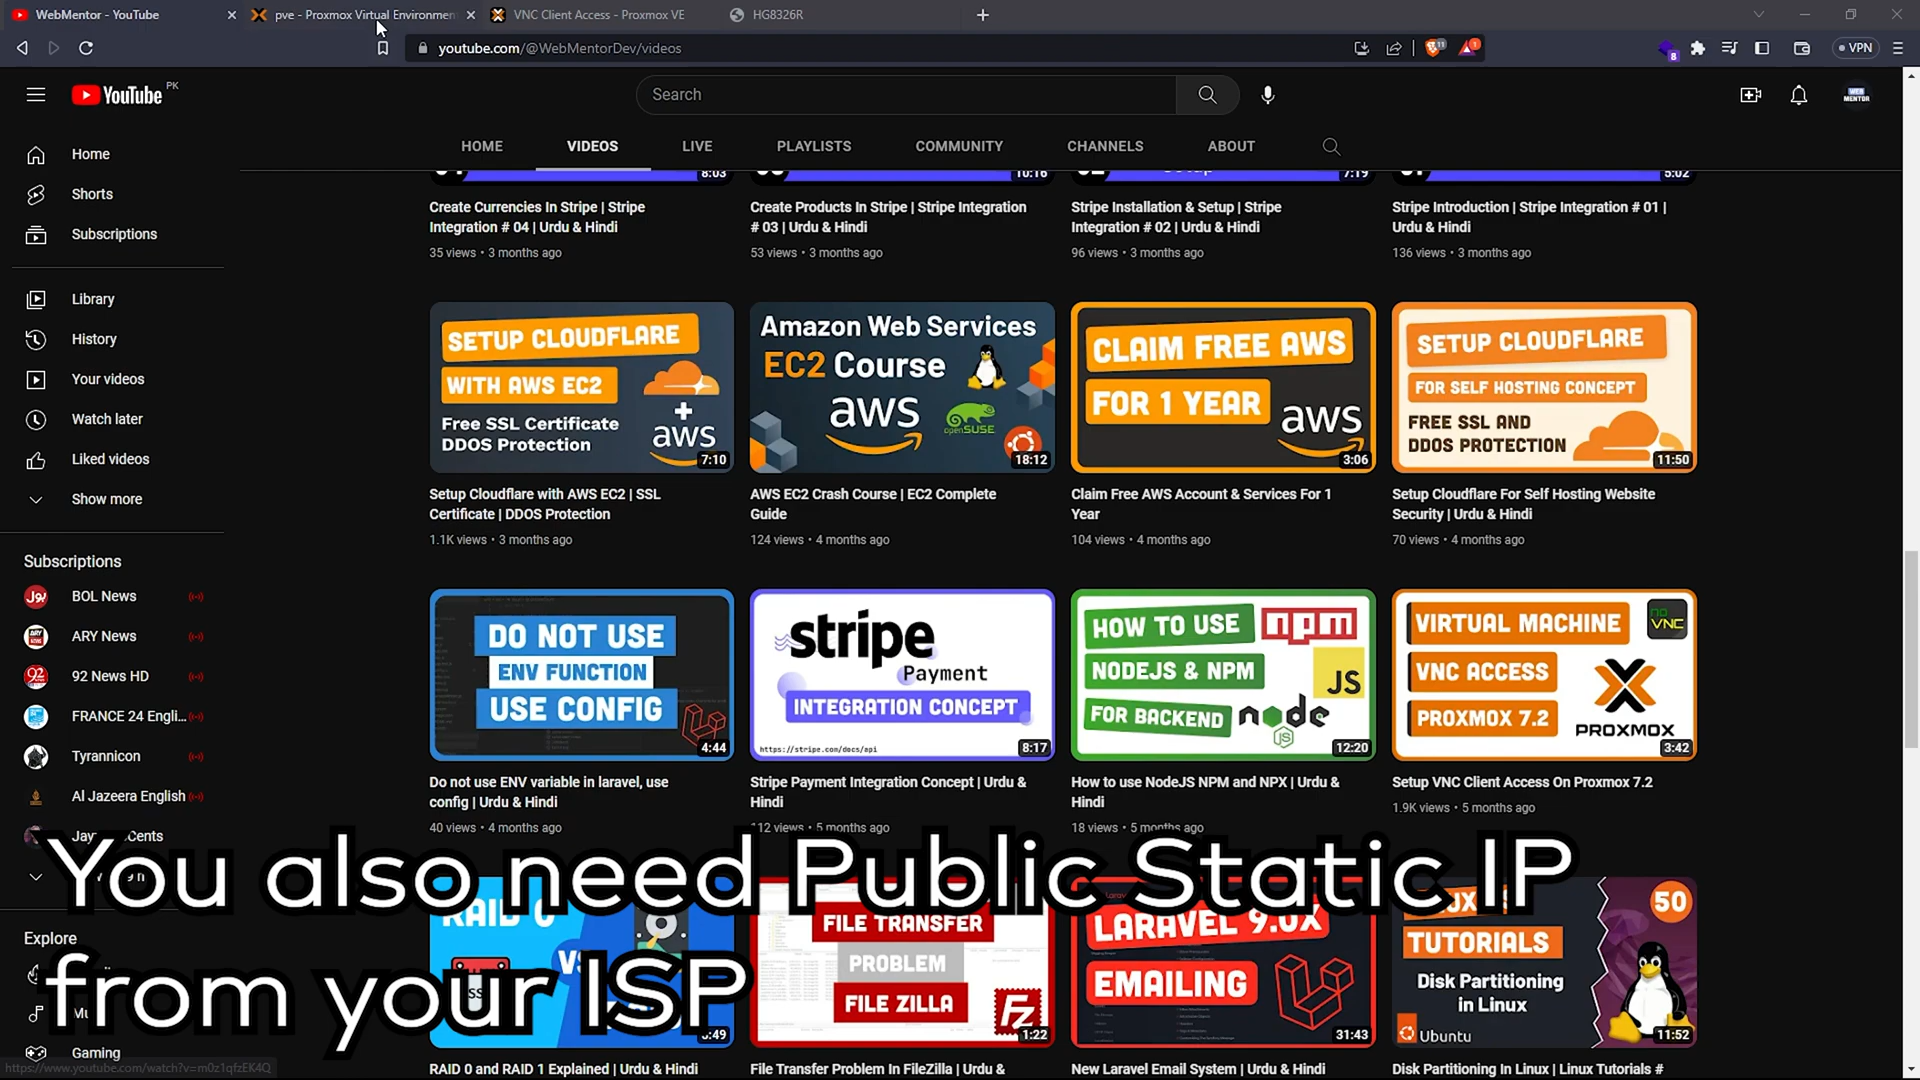 WebMentor - YouTube
pve - Proxmox Virtual Environmen
VNC Client Access - Proxmox VE
HG8326R
youtube.com/@WebMentorDev/videos
11
1
8
VPN
YouTube PK
Search
WEB MENTOR
HOME
VIDEOS
LIVE
PLAYLISTS
COMMUNITY
CHANNELS
ABOUT
Home
Shorts
Subscriptions
Library
History
Your videos
Watch later
Liked videos
Show more
Subscriptions
BOL News
ARY News
92 News HD
FRANCE 24 Engli...
Tyrannicon
Al Jazeera English
Explore
Gaming
8:03
10:16
7:19
5:02
Create Currencies In Stripe | Stripe
Integration # 04 | Urdu & Hindi
35 views • 3 months ago
Create Products In Stripe | Stripe Integration
# 03 | Urdu & Hindi
53 views • 3 months ago
Stripe Installation & Setup | Stripe
Integration # 02 | Urdu & Hindi
96 views • 3 months ago
Stripe Introduction | Stripe Integration # 01 |
Urdu & Hindi
136 views • 3 months ago
SETUP CLOUDFLARE
WITH AWS EC2
Free SSL Certificate
DDOS Protection
+
aws
7:10
Setup Cloudflare with AWS EC2 | SSL
Certificate | DDOS Protection
1.1K views • 3 months ago
Amazon Web Services
EC2 Course
aws
openSUSE
18:12
AWS EC2 Crash Course | EC2 Complete
Guide
124 views • 4 months ago
CLAIM FREE AWS
FOR 1 YEAR
aws
3:06
Claim Free AWS Account & Services For 1
Year
104 views • 4 months ago
SETUP CLOUDFLARE
FOR SELF HOSTING CONCEPT
FREE SSL AND
DDOS PROTECTION
11:50
Setup Cloudflare For Self Hosting Website
Security | Urdu & Hindi
70 views • 4 months ago
DO NOT USE
ENV FUNCTION
USE CONFIG
4:44
Do not use ENV variable in laravel, use
config | Urdu & Hindi
40 views • 4 months ago
stripe
Payment
INTEGRATION CONCEPT
https://stripe.com/docs/api
8:17
Stripe Payment Integration Concept | Urdu &
Hindi
112 views • 5 months ago
HOW TO USE npm
NODEJS & NPM
JS
FOR BACKEND
node
JS
12:20
How to use NodeJS NPM and NPX | Urdu &
Hindi
18 views • 5 months ago
VIRTUAL MACHINE
no VNC
VNC ACCESS
PROXMOX 7.2
PROXMOX
3:42
Setup VNC Client Access On Proxmox 7.2
1.9K views • 5 months ago
You also need Public Static IP
from your ISP
VS
RAID 0 and RAID 1 Explained | Urdu & Hindi
FILE TRANSFER
PROBLEM
FILE ZILLA
Fz
1:22
File Transfer Problem In FileZilla | Urdu &
LARAVEL 9.0X
EMAILING
31:43
New Laravel Email System | Urdu & Hindi
50
TUTORIALS
Disk Partitioning
in Linux
Ubuntu
11:52
Disk Partitioning In Linux | Linux Tutorials #
https://www.youtube.com/watch?v=m0z1qfzEK4Q